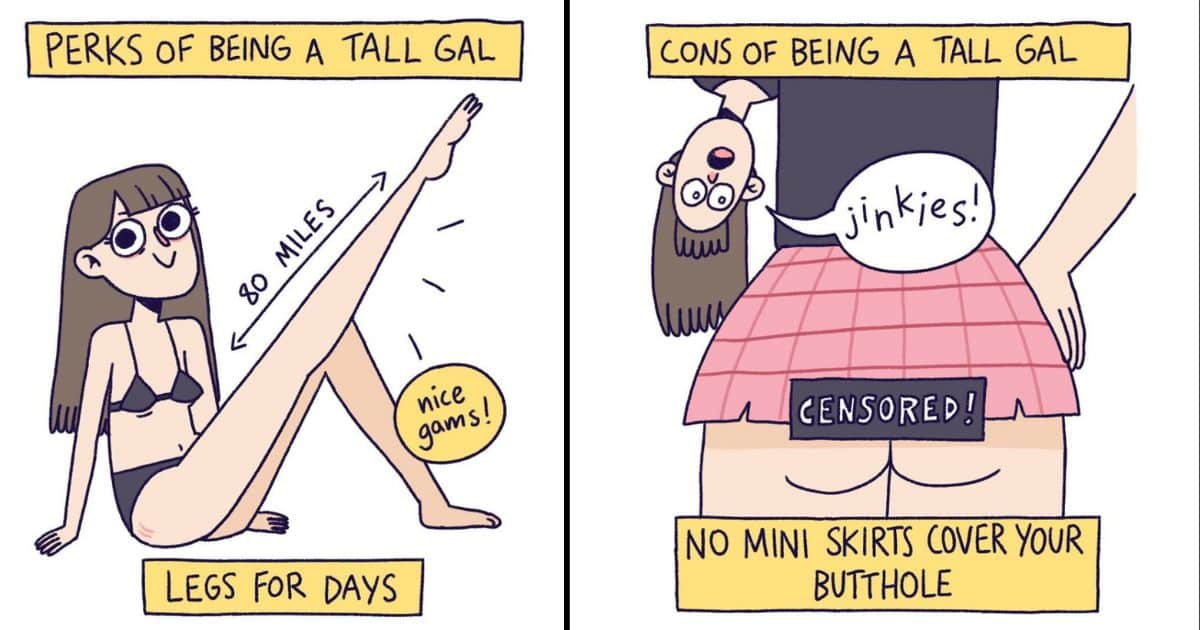 PERKS OF BEING A TALL GAL
80 MILES
nice
gams!
LEGS FOR DAYS
CONS OF BEING A TALL GAL
jinkies!
CENSORED!
NO MINI SKIRTS COVER YOUR
BUTTHOLE